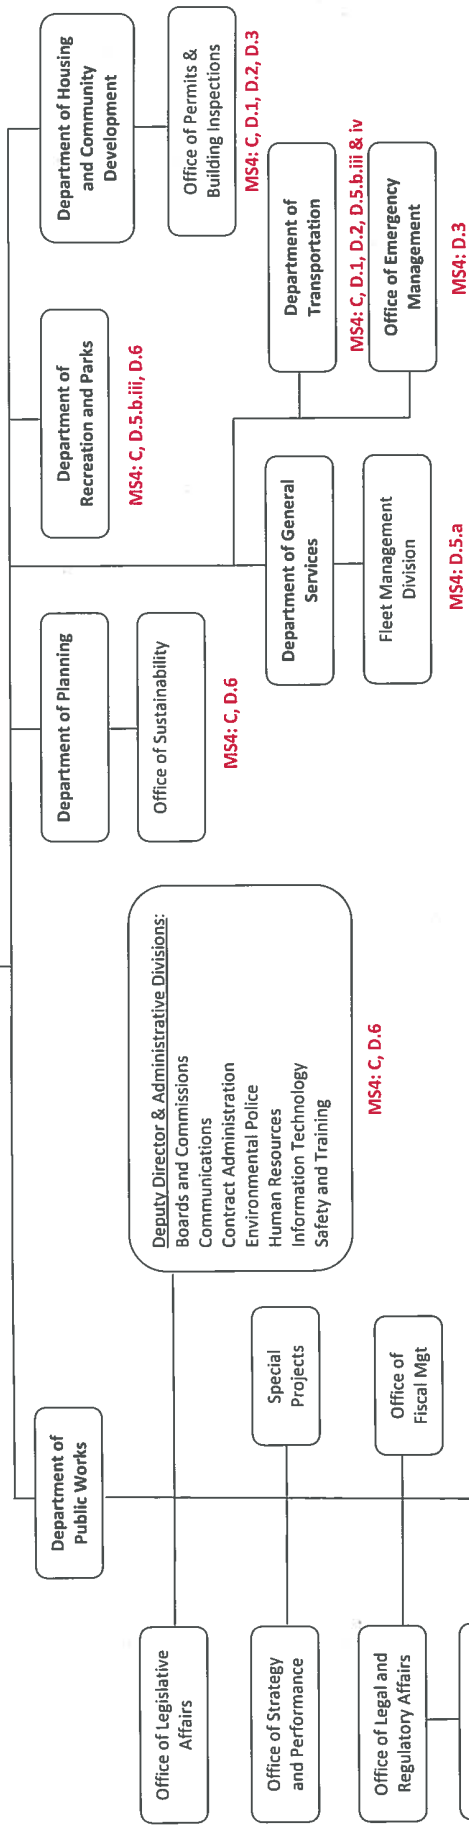 Department of
Public Works
Office of Legislative
Affairs
Office of Strategy
and Performance
Special
Projects
Office of Legal and
Regulatory Affairs
Office of
Fiscal Mgt
Deputy Director & Administrative Divisions:
Boards and Commissions
Communications
Contract Administration
Environmental Police
Human Resources
Information Technology
Safety and Training
MS4: C, D.6
Department of Planning
Office of Sustainability
MS4: C, D.6
Department of
Recreation and Parks
MS4: C, D.5.b.iii, D.6
Department of General
Services
Fleet Management
Division
MS4: D.5.a
Department of Housing
and Community
Development
Office of Permits &
Building Inspections
MS4: C, D.1, D.2, D.3
Department of
Transportation
MS4: C, D.1, D.2, D.5.b.iii & iv
Office of Emergency
Management
MS4: D.3